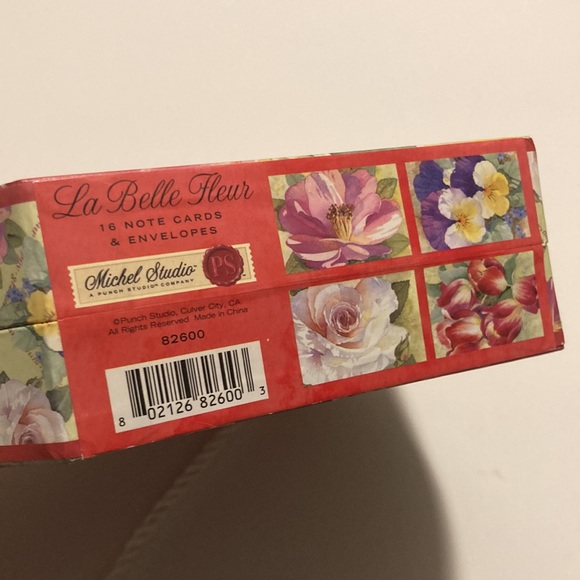 La Belle Fleur
16 NOTE CARDS
& ENVELOPES
Michel Studio
A PUNCH STUDIO® COMPANY
PS
©Punch Studio, Culver City, CA
All Rights Reserved Made in China
82600
8 02126 82600 3